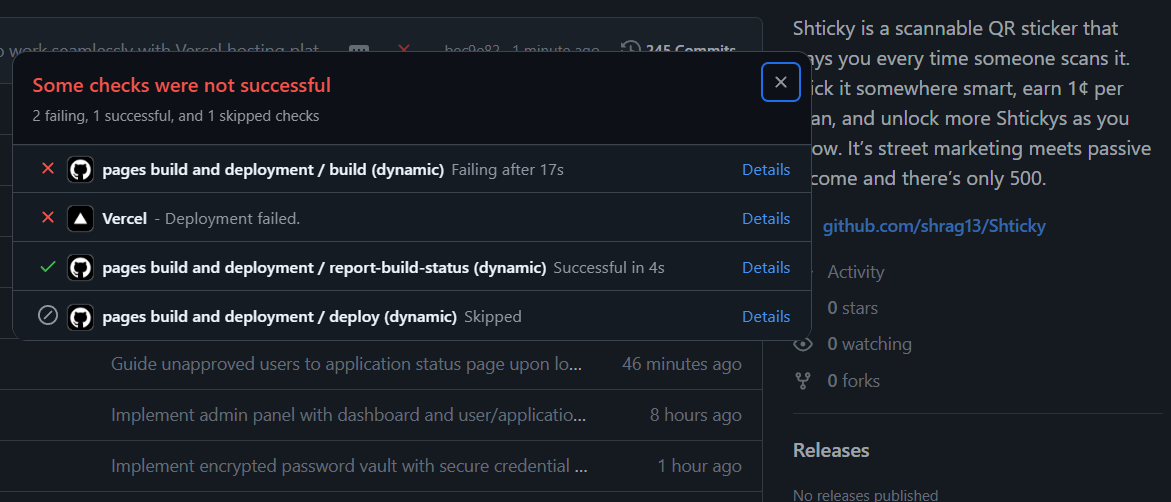 work seamlessly with Vercel hosting plat
1 minute ago
245 Commits
Some checks were not successful
2 failing, 1 successful, and 1 skipped checks
pages build and deployment / build (dynamic) Failing after 17s Details
Vercel - Deployment failed. Details
pages build and deployment / report-build-status (dynamic) Successful in 4s Details
pages build and deployment / deploy (dynamic) Skipped Details
Guide unapproved users to application status page upon lo... 46 minutes ago
Implement admin panel with dashboard and user/applicatio... 8 hours ago
Implement encrypted password vault with secure credential ... 1 hour ago
Shticky is a scannable QR sticker that
ays you every time someone scans it.
ick it somewhere smart, earn 1¢ per
an, and unlock more Shtickys as you
ow. It's street marketing meets passive
come and there's only 500.
github.com/shrag13/Shticky
Activity
0 stars
0 watching
0 forks
Releases
No releases published